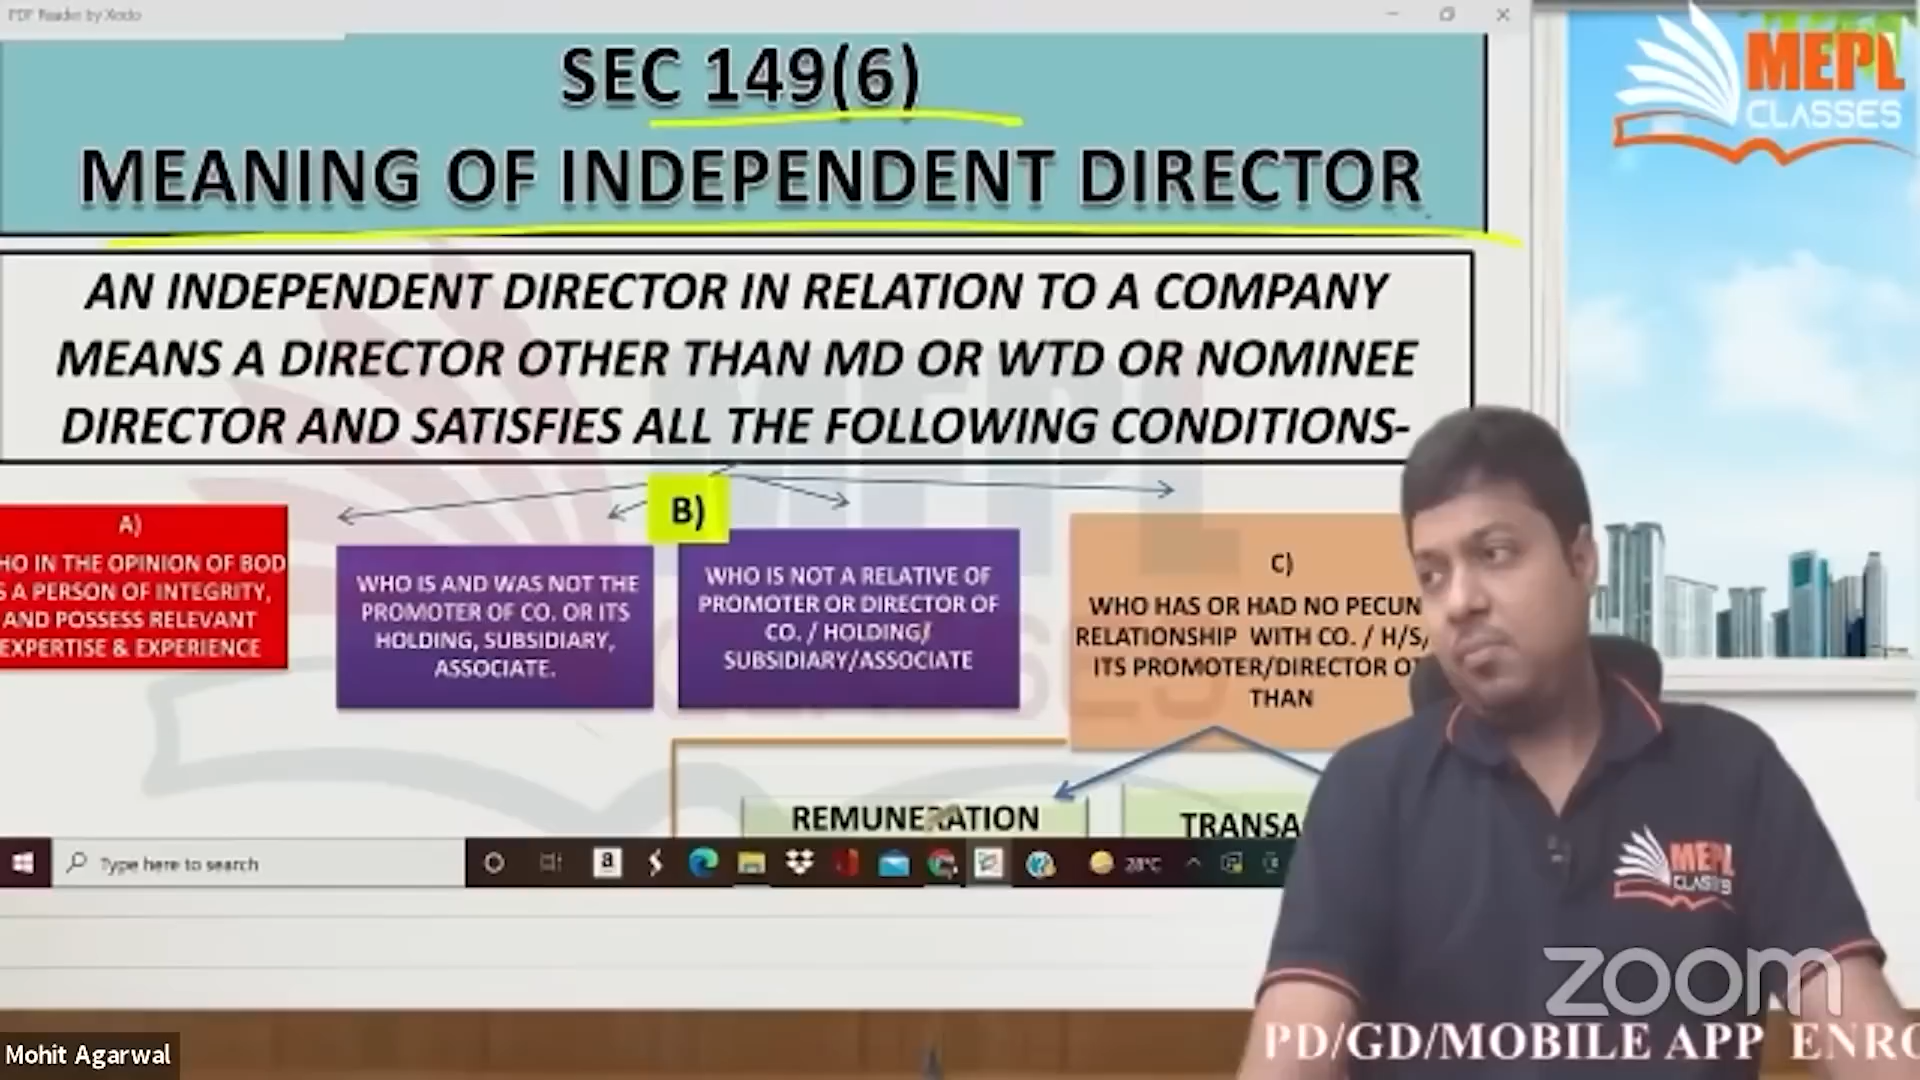 PDF Reader by Xodo
SEC 149(6)
MEANING OF INDEPENDENT DIRECTOR
MEPL
CLASSES
AN INDEPENDENT DIRECTOR IN RELATION TO A COMPANY
MEANS A DIRECTOR OTHER THAN MD OR WTD OR NOMINEE
DIRECTOR AND SATISFIES ALL THE FOLLOWING CONDITIONS-
A)
HO IN THE OPINION OF BOD
S A PERSON OF INTEGRITY,
AND POSSESS RELEVANT
EXPERTISE & EXPERIENCE
B)
WHO IS AND WAS NOT THE
PROMOTER OF CO. OR ITS
HOLDING, SUBSIDIARY,
ASSOCIATE.
WHO IS NOT A RELATIVE OF
PROMOTER OR DIRECTOR OF
CO. / HOLDING/
SUBSIDIARY/ASSOCIATE
C)
WHO HAS OR HAD NO PECUN
RELATIONSHIP WITH CO. / H/S/
ITS PROMOTER/DIRECTOR OT
THAN
REMUNERATION
TRANSA
Type here to search
28°C
MEPL
CLASSES
zoom
Mohit Agarwal
PD/GD/MOBILE APP ENRO